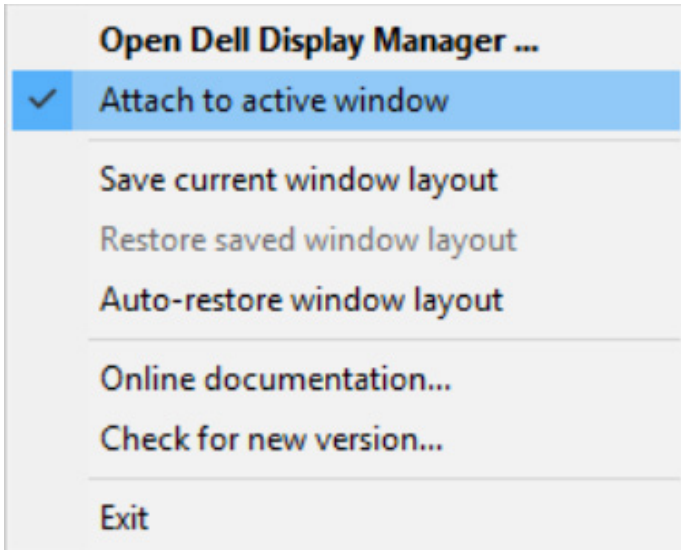 Open Dell Display Manager ...
Attach to active window
Save current window layout
Restore saved window layout
Auto-restore window layout
Online documentation...
Check for new version...
Exit